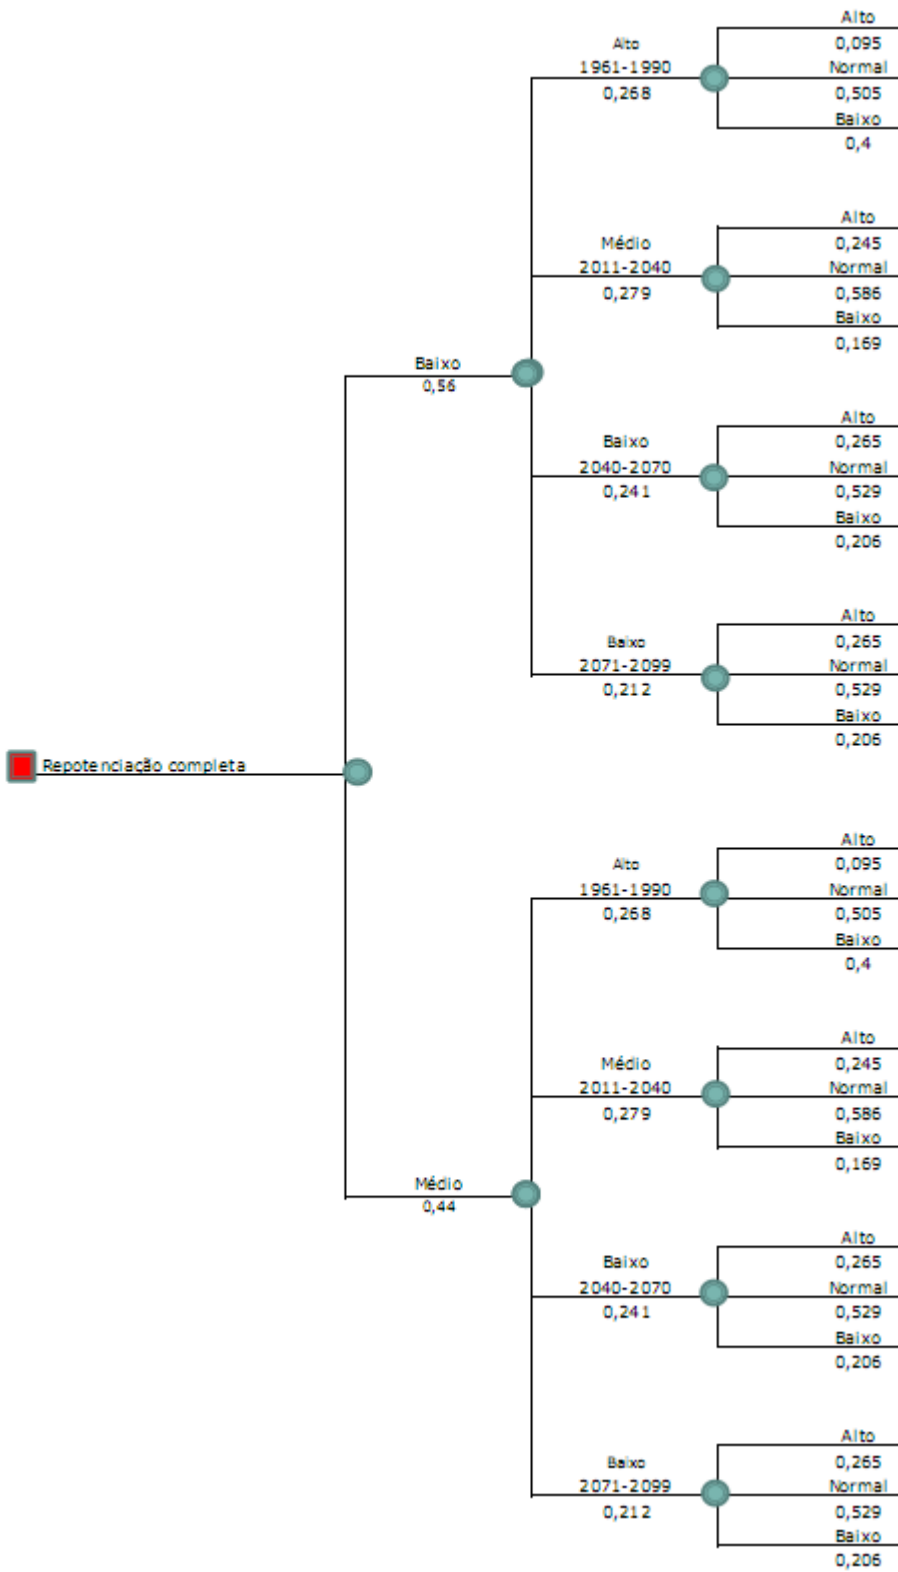 Alto
0,095
Alto
1961-1990
0,268
Normal
0,505
Baixo
0,4
Alto
0,245
Médio
2011-2040
0,279
Normal
0,586
Baixo
0,169
Baixo
0,56
Alto
0,265
Baixo
2040-2070
0,241
Normal
0,529
Baixo
0,206
Alto
0,265
Baixo
2071-2099
0,212
Normal
0,529
Baixo
0,206
Repotenciação completa
Alto
0,095
Alto
1961-1990
0,268
Normal
0,505
Baixo
0,4
Alto
0,245
Médio
2011-2040
0,279
Normal
0,586
Baixo
0,169
Médio
0,44
Alto
0,265
Baixo
2040-2070
0,241
Normal
0,529
Baixo
0,206
Alto
0,265
Baixo
2071-2099
0,212
Normal
0,529
Baixo
0,206